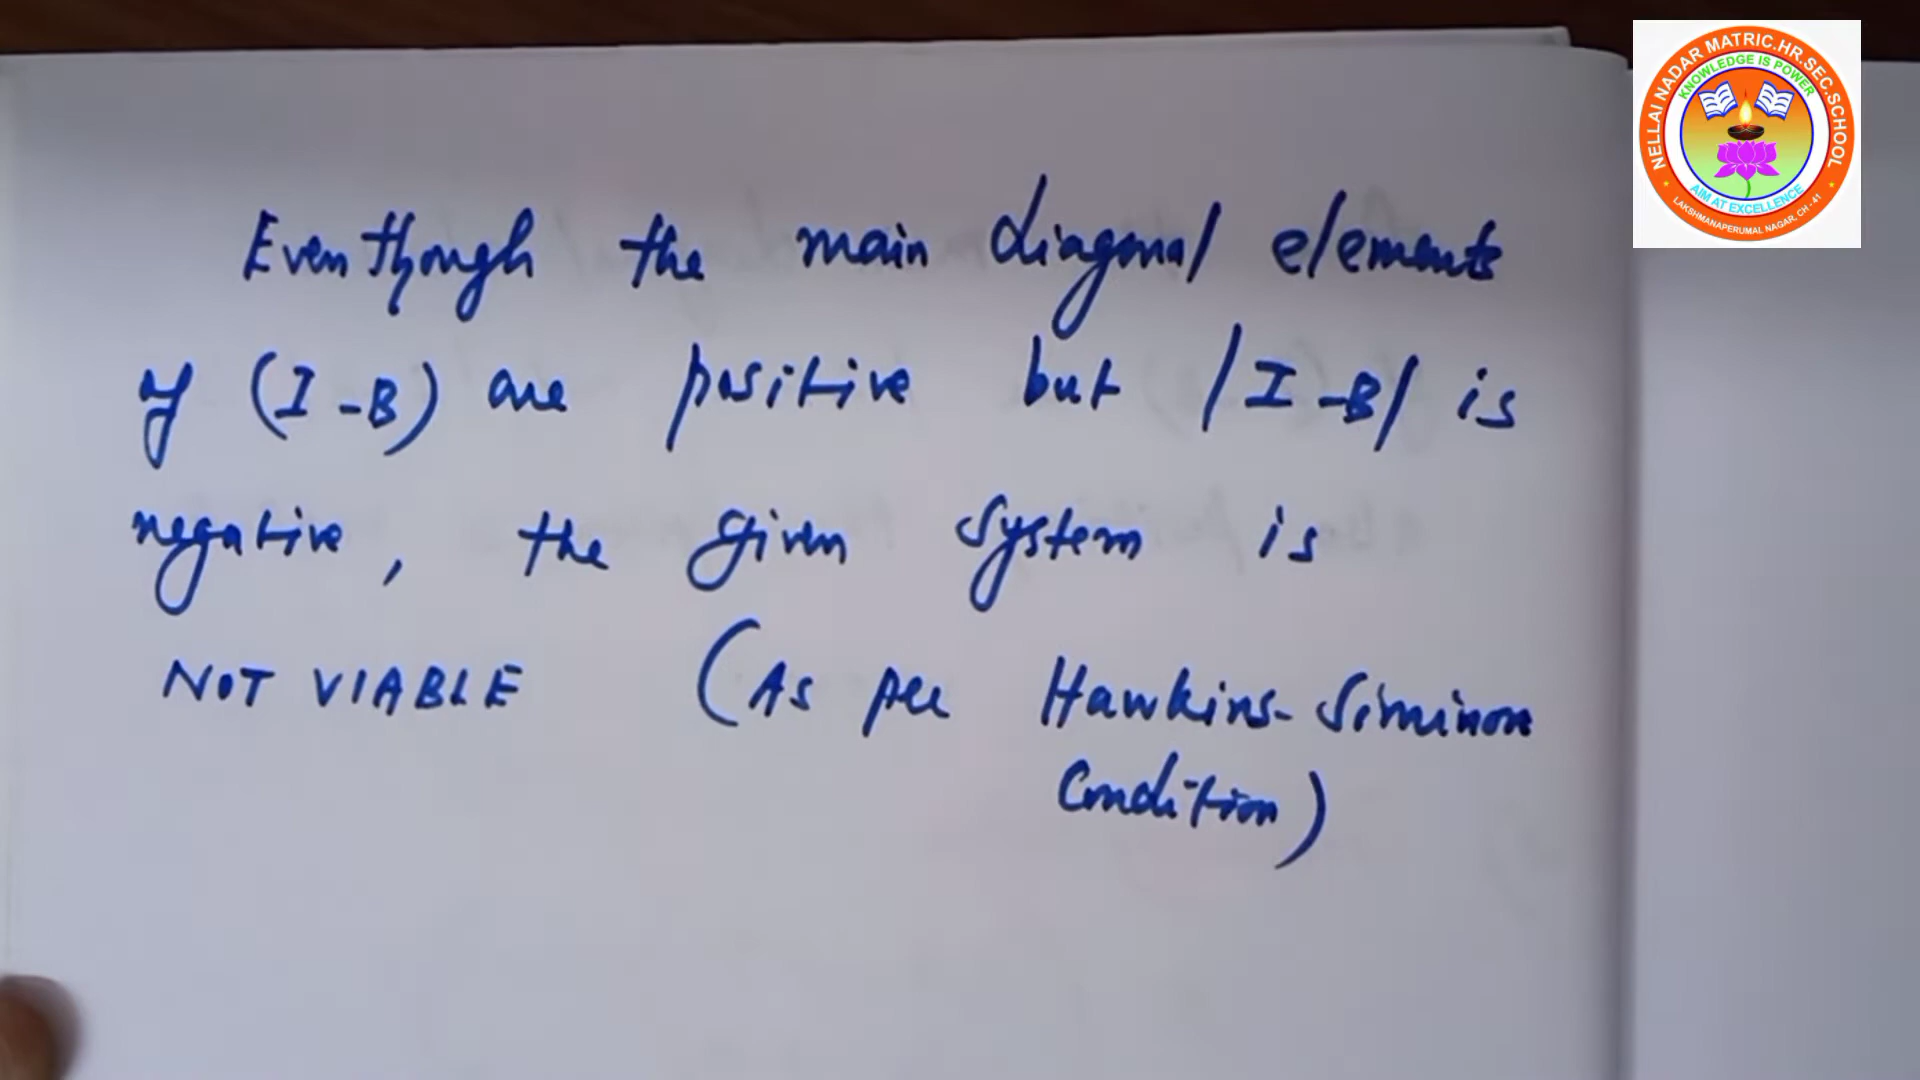 Eventhough the main diagonal elements
of (I-B) are positive but |I-B| is
negative, the given system is
NOT VIABLE (As per Hawkins-Siminon
Condition)
NELLAI NADAR MATRIC.HR.SEC.SCHOOL
KNOWLEDGE IS POWER
AIM AT EXCELLENCE
LAKSHMANAPERUMAL NAGAR, CH - 41